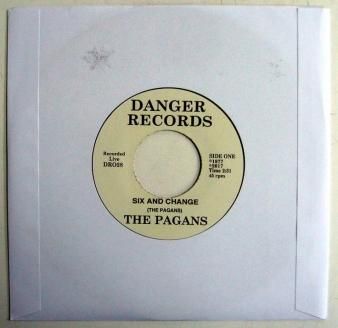 DANGER
RECORDS
Recorded
Live
DRO28
SIDE ONE
℗1977
©2017
Time 2:31
45 rpm
SIX AND CHANGE
(THE PAGANS)
THE PAGANS